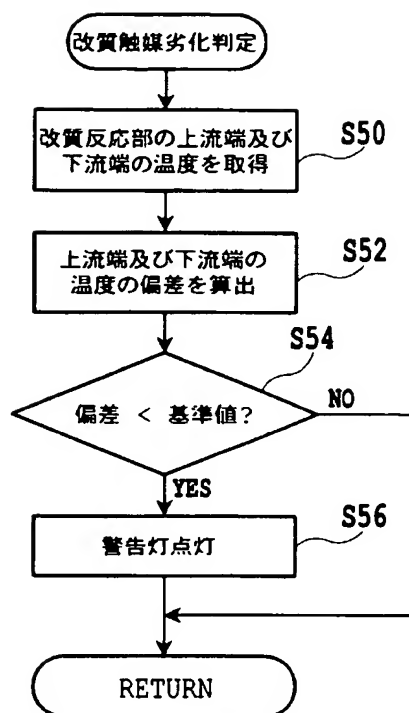 改質触媒劣化判定
改質反応部の上流端及び
下流端の温度を取得
S50
上流端及び下流端の
温度の偏差を算出
S52
S54
偏差 < 基準値?
NO
YES
警告灯点灯
S56
RETURN